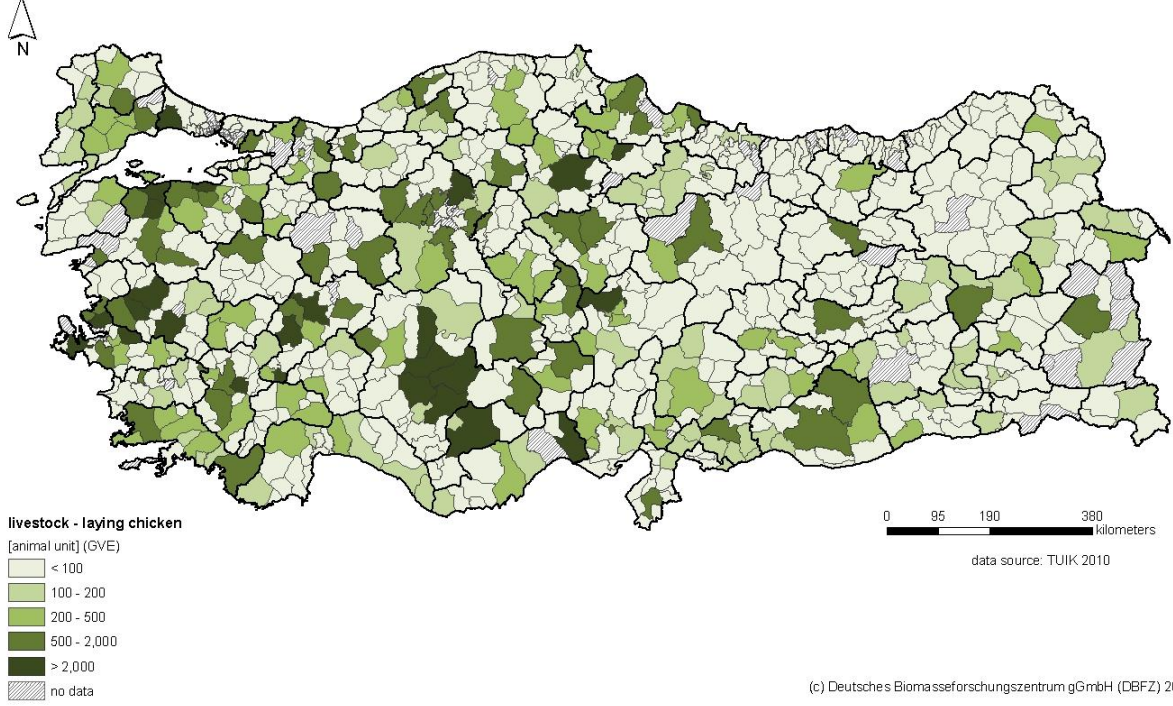 N
livestock - laying chicken
[animal unit] (GVE)
< 100
100 - 200
200 - 500
500 - 2,000
> 2,000
no data
0 95 190 380
kilometers
data source: TUIK 2010
(c) Deutsches Biomasseforschungszentrum gGmbH (DBFZ)